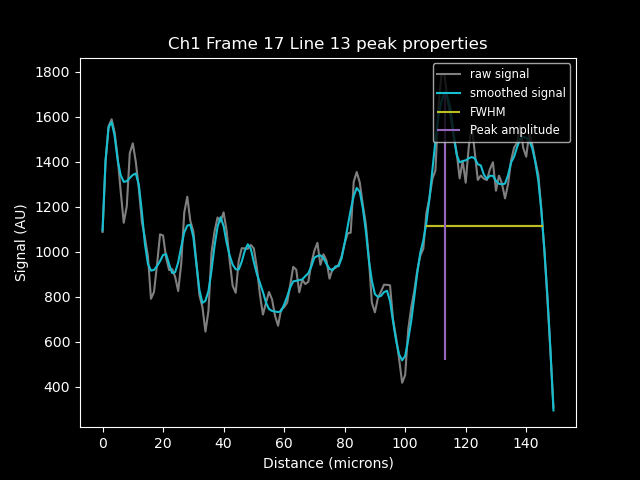 Ch1 Frame 17 Line 13 peak properties
raw signal
smoothed signal
FWHM
Peak amplitude
Signal (AU)
1800
1600
1400
1200
1000
800
600
400
0 20 40 60 80 100 120 140
Distance (microns)